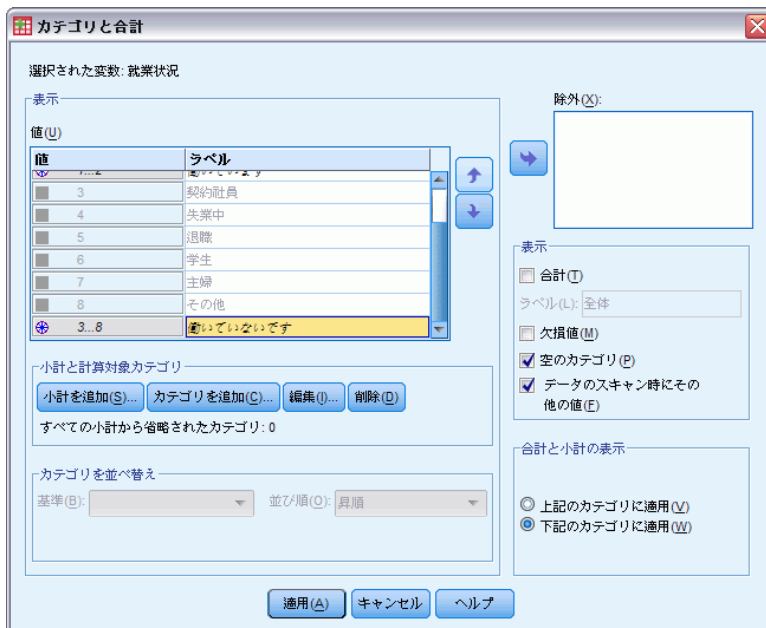 カテゴリと合計
選択された変数: 就業状況
表示
値(U)
値 ラベル
1...2 働いています
3 契約社員
4 失業中
5 退職
6 学生
7 主婦
8 その他
3...8 働いていないです
小計と計算対象カテゴリ
小計を追加(S)... カテゴリを追加(C)... 編集(I)... 削除(D)
すべての小計から省略されたカテゴリ: 0
カテゴリを並べ替え
基準(B): 並び順(O): 昇順
除外(X):
表示
合計(T)
ラベル(L): 全体
欠損値(M)
空のカテゴリ(P)
データのスキャン時にその
他の値(F)
合計と小計の表示
上記のカテゴリに適用(V)
下記のカテゴリに適用(W)
適用(A) キャンセル ヘルプ